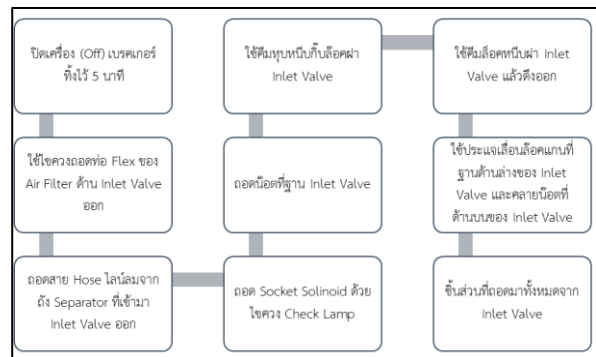 ปิดเครื่อง (Off) เบรคเกอร์
ทิ้งไว้ 5 นาที
ใช้ไขควงถอดท่อ Flex ของ
Air Filter ด้าน Inlet Valve
ออก
ถอดสาย Hose ไลน์ลมจาก
ถัง Separator ที่เข้ามา
Inlet Valve ออก
ถอด Socket Solinoid ด้วย
ไขควง Check Lamp
ถอดน๊อตที่ฐาน Inlet Valve
ใช้คีมหุบหนีบกิ๊บล๊อคฝา
Inlet Valve
ใช้คีมล็อคหนีบฝา Inlet
Valve แล้วดึงออก
ใช้ประแจเลื่อนล๊อคแกนที่
ฐานด้านล่างของ Inlet
Valve และคลายน๊อตที่
ด้านบนของ Inlet Valve
ชิ้นส่วนที่ถอดมาทั้งหมดจาก
Inlet Valve